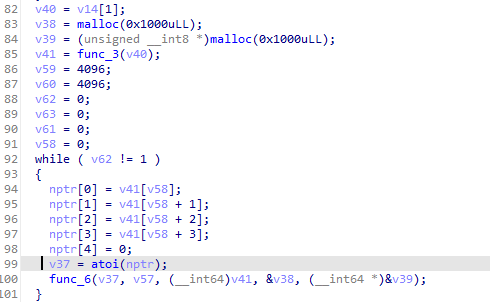 82 v40 = v14[1];
83 v38 = malloc(0x1000uLL);
84 v39 = (unsigned __int8 *)malloc(0x1000uLL);
85 v41 = func_3(v40);
86 v59 = 4096;
87 v60 = 4096;
88 v62 = 0;
89 v63 = 0;
90 v61 = 0;
91 v58 = 0;
92 while ( v62 != 1 )
93 {
94 nptr[0] = v41[v58];
95 nptr[1] = v41[v58 + 1];
96 nptr[2] = v41[v58 + 2];
97 nptr[3] = v41[v58 + 3];
98 nptr[4] = 0;
99 v37 = atoi(nptr);
100 func_6(v37, v57, (__int64)v41, &v38, (__int64 *)&v39);
101 }